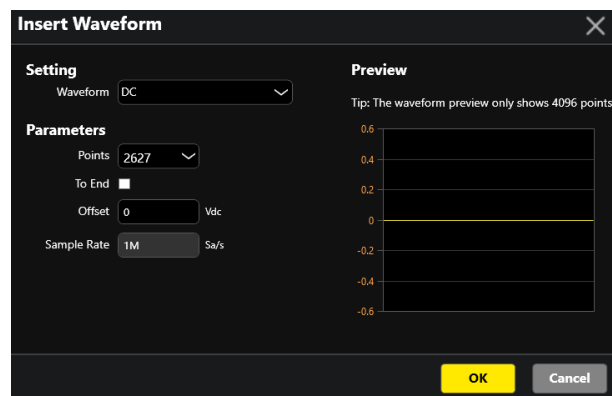 Insert Waveform
Setting
Waveform DC
Parameters
Points 2627
To End
Offset 0 Vdc
Sample Rate 1M Sa/s
Preview
Tip: The waveform preview only shows 4096 points
0.6
0.4
0.2
0
-0.2
-0.4
-0.6
OK Cancel